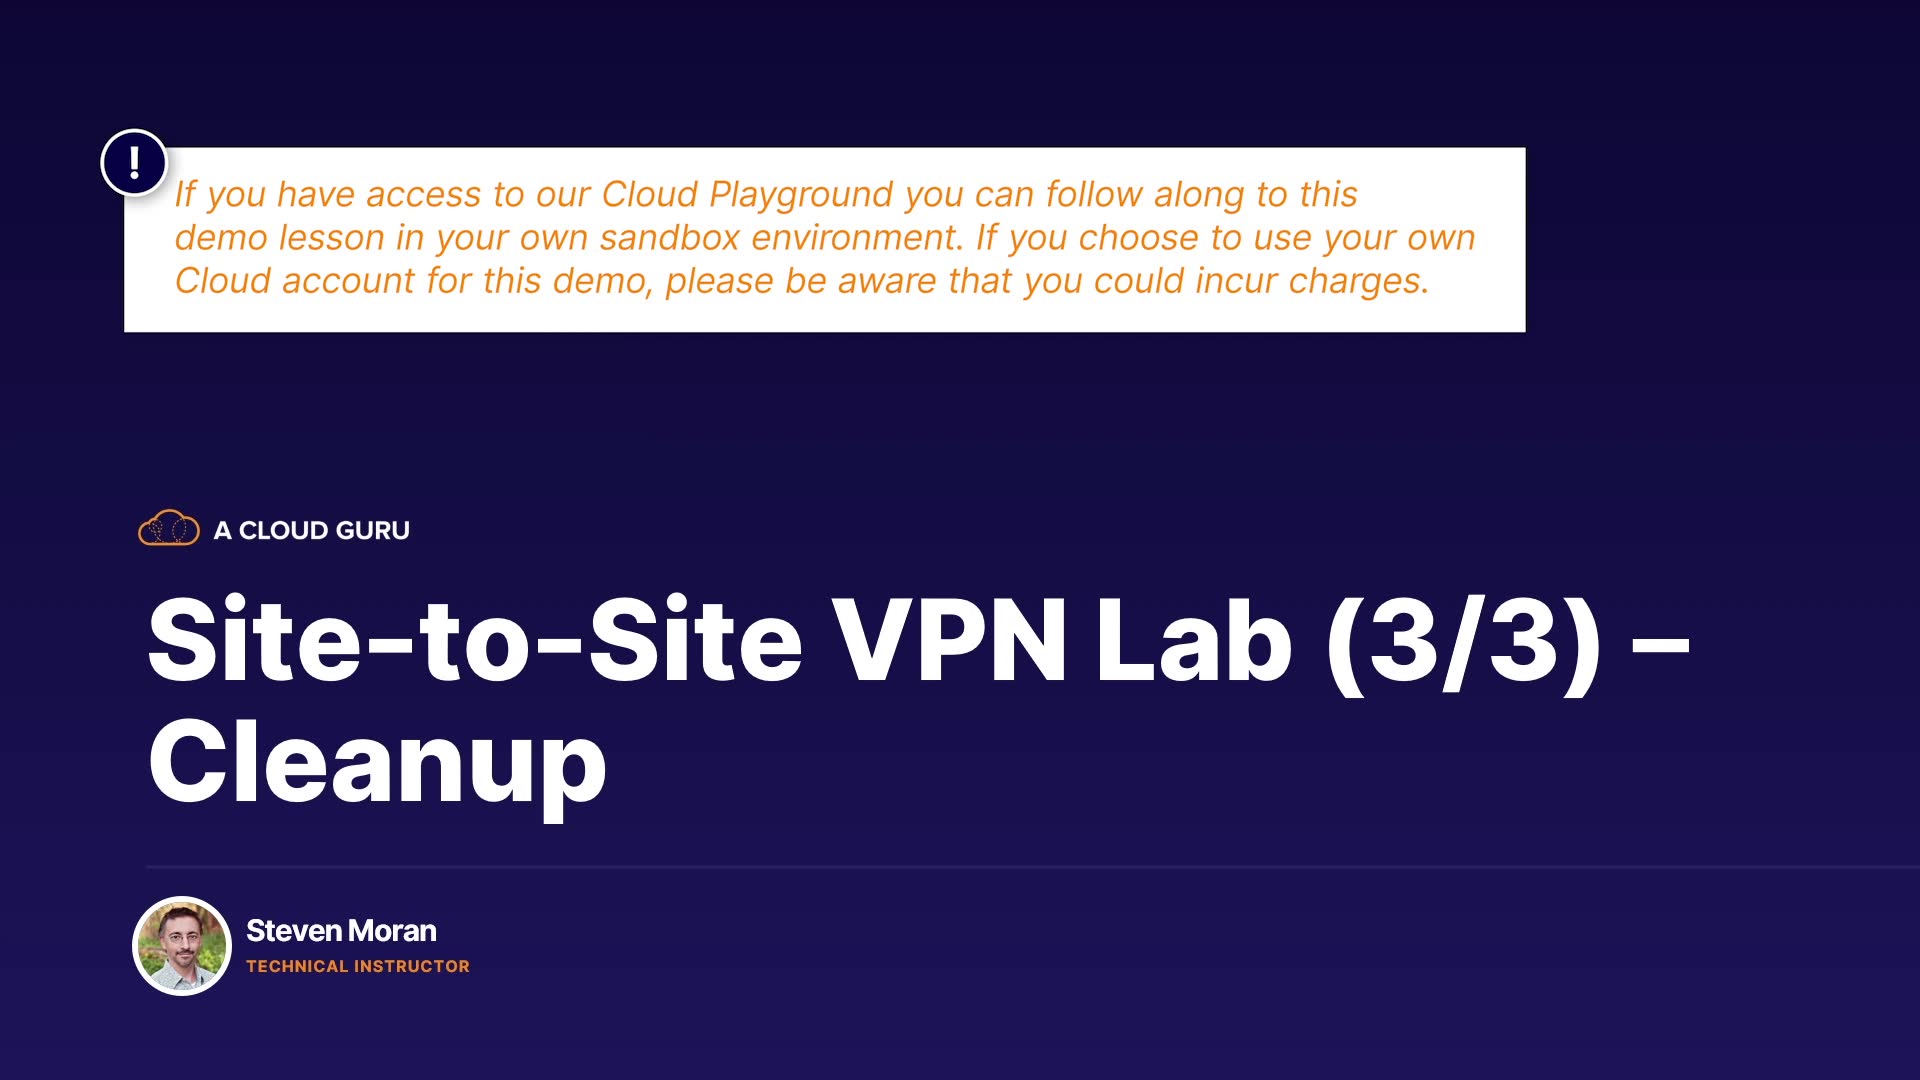 !
If you have access to our Cloud Playground you can follow along to this
demo lesson in your own sandbox environment. If you choose to use your own
Cloud account for this demo, please be aware that you could incur charges.
A CLOUD GURU
Site-to-Site VPN Lab (3/3) –
Cleanup
Steven Moran
TECHNICAL INSTRUCTOR